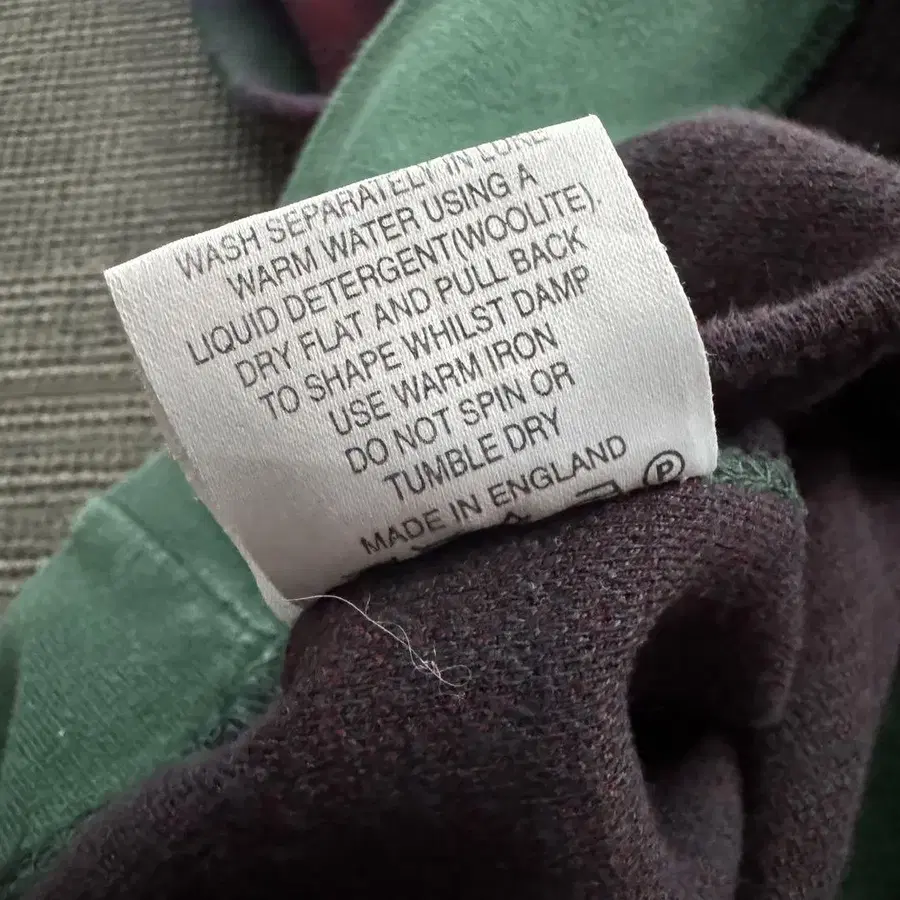 WASH SEPARATELY IN LUKE
WARM WATER USING A
LIQUID DETERGENT(WOOLITE).
DRY FLAT AND PULL BACK
TO SHAPE WHILST DAMP
USE WARM IRON
DO NOT SPIN OR
TUMBLE DRY
MADE IN ENGLAND
P